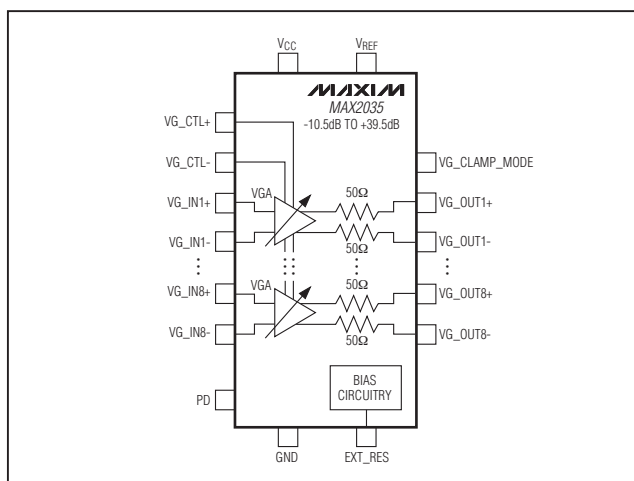 VCC
VREF
MAXIM
MAX2035
-10.5dB TO +39.5dB
VG_CTL+
VG_CTL-
VG_CLAMP_MODE
VG_IN1+
VGA
50Ω
VG_OUT1+
VG_IN1-
50Ω
VG_OUT1-
VG_IN8+
VGA
50Ω
VG_OUT8+
VG_IN8-
50Ω
VG_OUT8-
PD
BIAS
CIRCUITRY
GND
EXT_RES